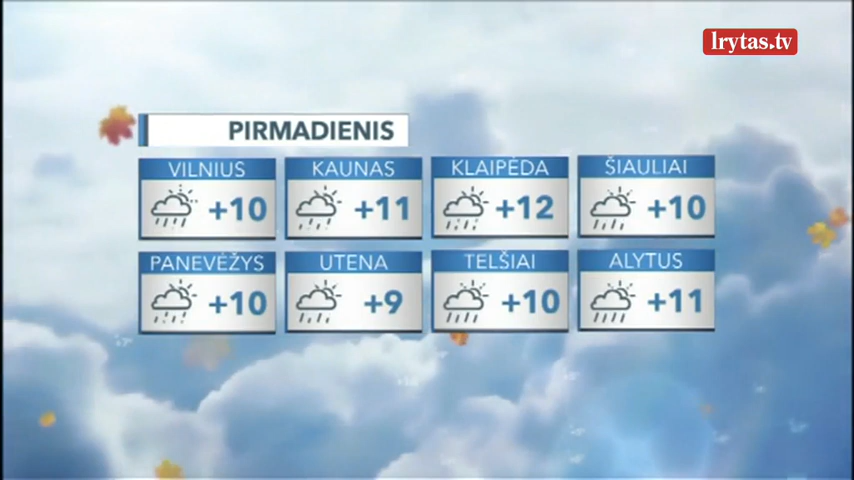 lrytas.tv
PIRMADIENIS
VILNIUS
+10
KAUNAS
+11
KLAIPĖDA
+12
ŠIAULIAI
+10
PANEVĖŽYS
+10
UTENA
+9
TELŠIAI
+10
ALYTUS
+11